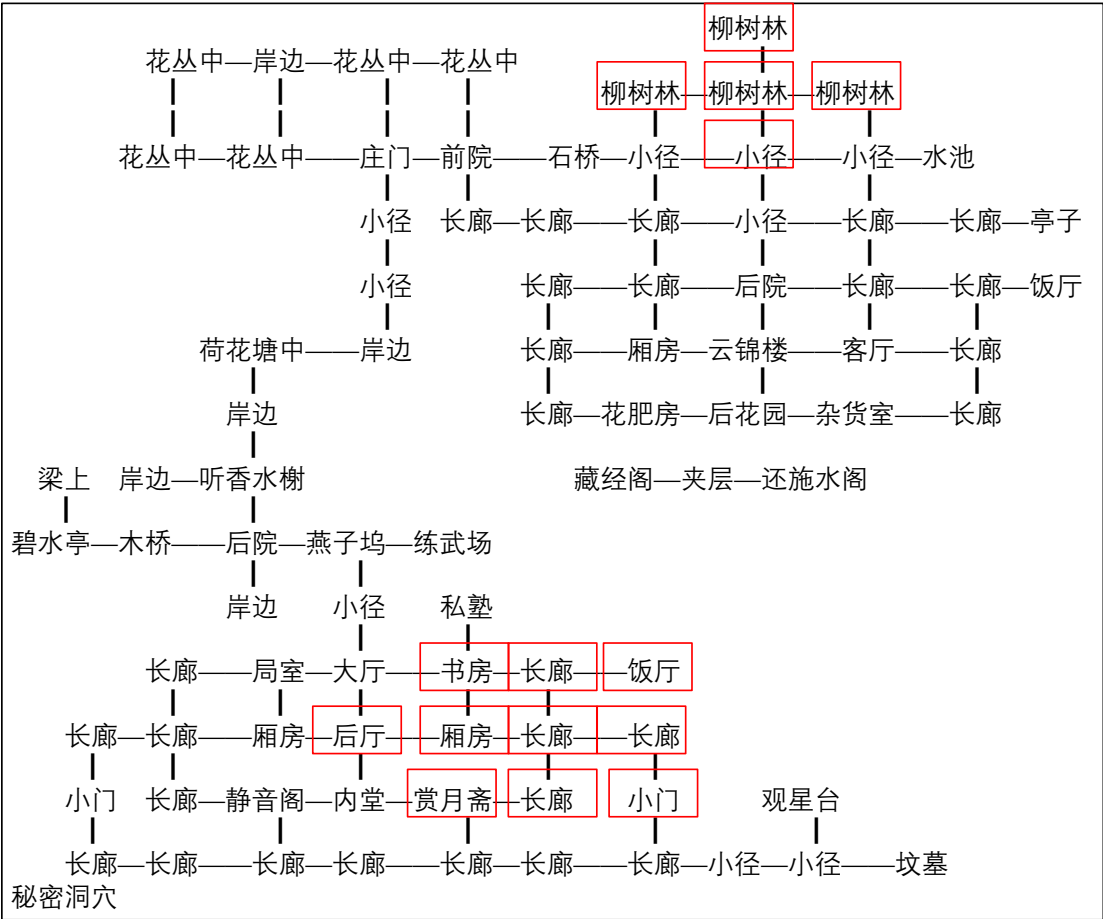 柳树林
花丛中—岸边—花丛中—花丛中
柳树林—柳树林—柳树林
花丛中—花丛中——庄门—前院——石桥—小径——小径——小径—水池
小径 长廊—长廊——长廊——小径——长廊——长廊—亭子
小径 长廊——长廊——后院——长廊——长廊—饭厅
荷花塘中——岸边 长廊——厢房—云锦楼——客厅——长廊
岸边 长廊—花肥房—后花园—杂货室——长廊
梁上 岸边—听香水榭 藏经阁—夹层—还施水阁
碧水亭—木桥——后院—燕子坞—练武场
岸边 小径 私塾
长廊——局室—大厅——书房—长廊——饭厅
长廊—长廊——厢房—后厅——厢房—长廊——长廊
小门 长廊—静音阁—内堂—赏月斋—长廊 小门 观星台
长廊—长廊——长廊—长廊——长廊—长廊——长廊—小径—小径——坟墓
秘密洞穴